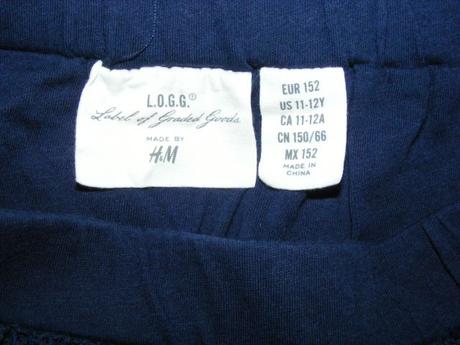 L.O.G.G.®
Label of Graded Goods
MADE BY
H&M
EUR 152
US 11-12Y
CA 11-12A
CN 150/66
MX 152
MADE IN
CHINA